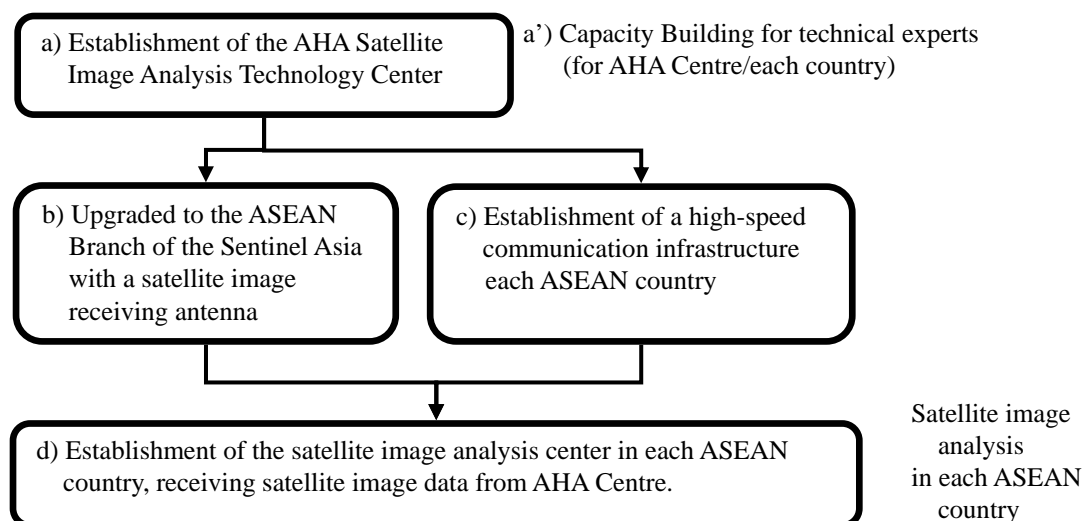 a) Establishment of the AHA Satellite
Image Analysis Technology Center
a’) Capacity Building for technical experts
(for AHA Centre/each country)
b) Upgraded to the ASEAN
Branch of the Sentinel Asia
with a satellite image
receiving antenna
c) Establishment of a high-speed
communication infrastructure
each ASEAN country
d) Establishment of the satellite image analysis center in each ASEAN
country, receiving satellite image data from AHA Centre.
Satellite image
analysis
in each ASEAN
country